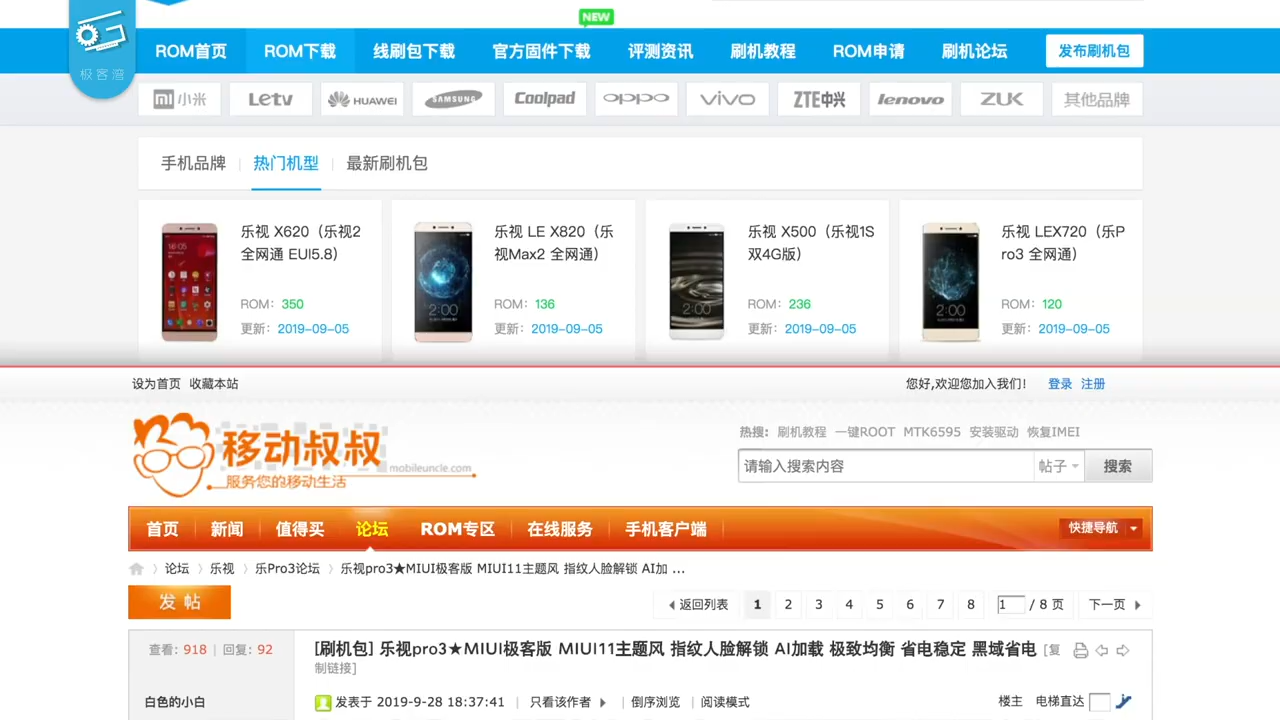 NEW
ROM首页 ROM下载 线刷包下载 官方固件下载 评测资讯 刷机教程 ROM申请 刷机论坛 发布刷机包
极客湾
小米 Letv HUAWEI SAMSUNG Coolpad oppo vivo ZTE中兴 lenovo ZUK 其他品牌
手机品牌 热门机型 最新刷机包
乐视 X620（乐视2 全网通 EUI5.8）
ROM：350
更新：2019-09-05
乐视 LE X820（乐视Max2 全网通）
ROM：136
更新：2019-09-05
乐视 X500（乐视1S 双4G版）
ROM：236
更新：2019-09-05
乐视 LEX720（乐Pro3 全网通）
ROM：120
更新：2019-09-05
设为首页 收藏本站 您好,欢迎您加入我们! 登录 注册
移动叔叔
mobileuncle.com
服务您的移动生活
热搜: 刷机教程 一键ROOT MTK6595 安装驱动 恢复IMEI
请输入搜索内容 帖子 搜索
首页 新闻 值得买 论坛 ROM专区 在线服务 手机客户端 快捷导航
论坛 乐视 乐Pro3论坛 乐视pro3★MIUI极客版 MIUI11主题风 指纹人脸解锁 AI加 ...
发帖 返回列表 1 2 3 4 5 6 7 8 1 / 8 页 下一页
查看: 918 | 回复: 92
[刷机包] 乐视pro3★MIUI极客版 MIUI11主题风 指纹人脸解锁 AI加载 极致均衡 省电稳定 黑域省电 [复
制链接]
白色的小白 发表于 2019-9-28 18:37:41 | 只看该作者 | 倒序浏览 | 阅读模式 楼主 电梯直达